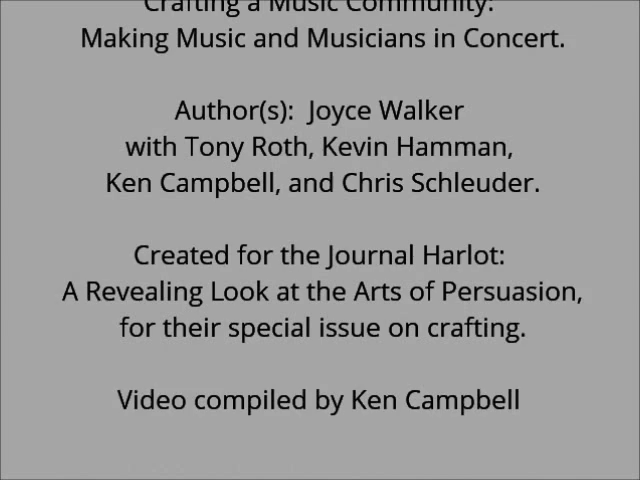 Crafting a Music Community:
Making Music and Musicians in Concert.
Author(s): Joyce Walker
with Tony Roth, Kevin Hamman,
Ken Campbell, and Chris Schleuder.
Created for the Journal Harlot:
A Revealing Look at the Arts of Persuasion,
for their special issue on crafting.
Video compiled by Ken Campbell